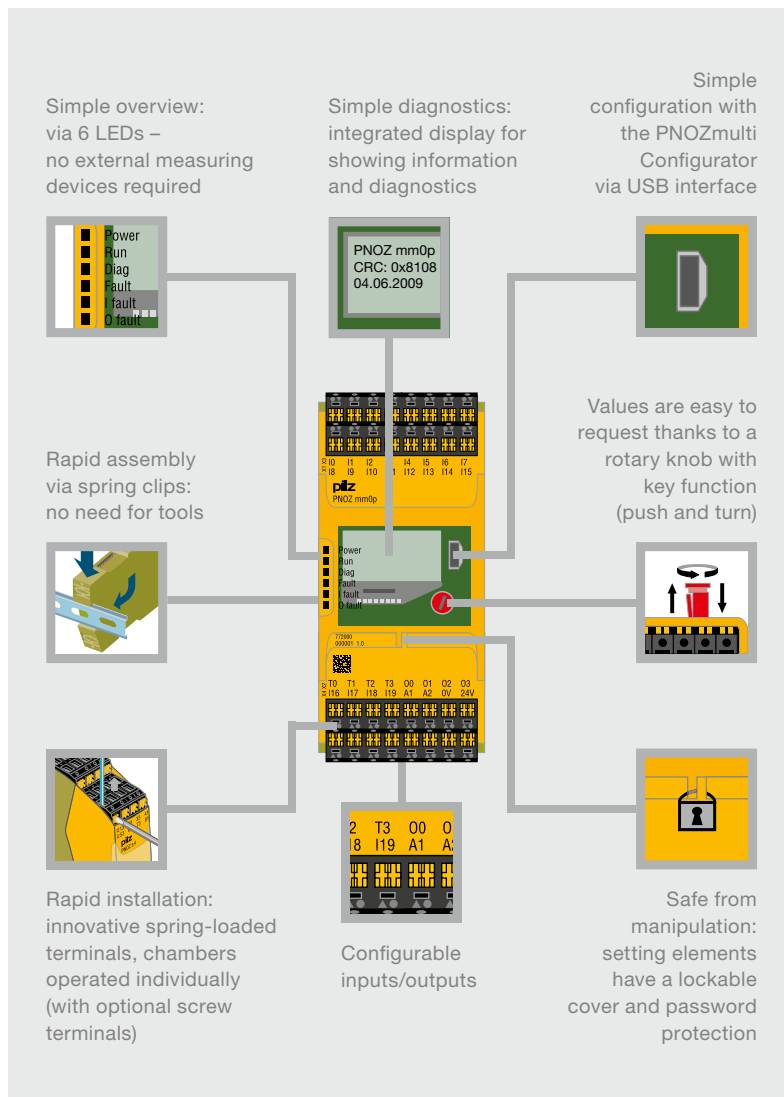 Simple overview:
via 6 LEDs –
no external measuring
devices required
Simple diagnostics:
integrated display for
showing information
and diagnostics
Simple
configuration with
the PNOZmulti
Configurator
via USB interface
Power
Run
Diag
Fault
I fault
O fault
PNOZ mm0p
CRC: 0x8108
04.06.2009
Rapid assembly
via spring clips:
no need for tools
Values are easy to
request thanks to a
rotary knob with
key function
(push and turn)
I0 I1 I2 I4 I5 I6 I7
I8 I9 I10 I12 I13 I14 I15
pilz
PNOZ mm0p
Power
Run
Diag
Fault
I fault
O fault
772000
000001 1.0
T0 T1 T2 T3 O0 O1 O2 O3
I16 I17 I18 I19 A1 A2 0V 24V
pilz
2 T3 O0 O
18 I19 A1 A2
Rapid installation:
innovative spring-loaded
terminals, chambers
operated individually
(with optional screw
terminals)
Configurable
inputs/outputs
Safe from
manipulation:
setting elements
have a lockable
cover and password
protection